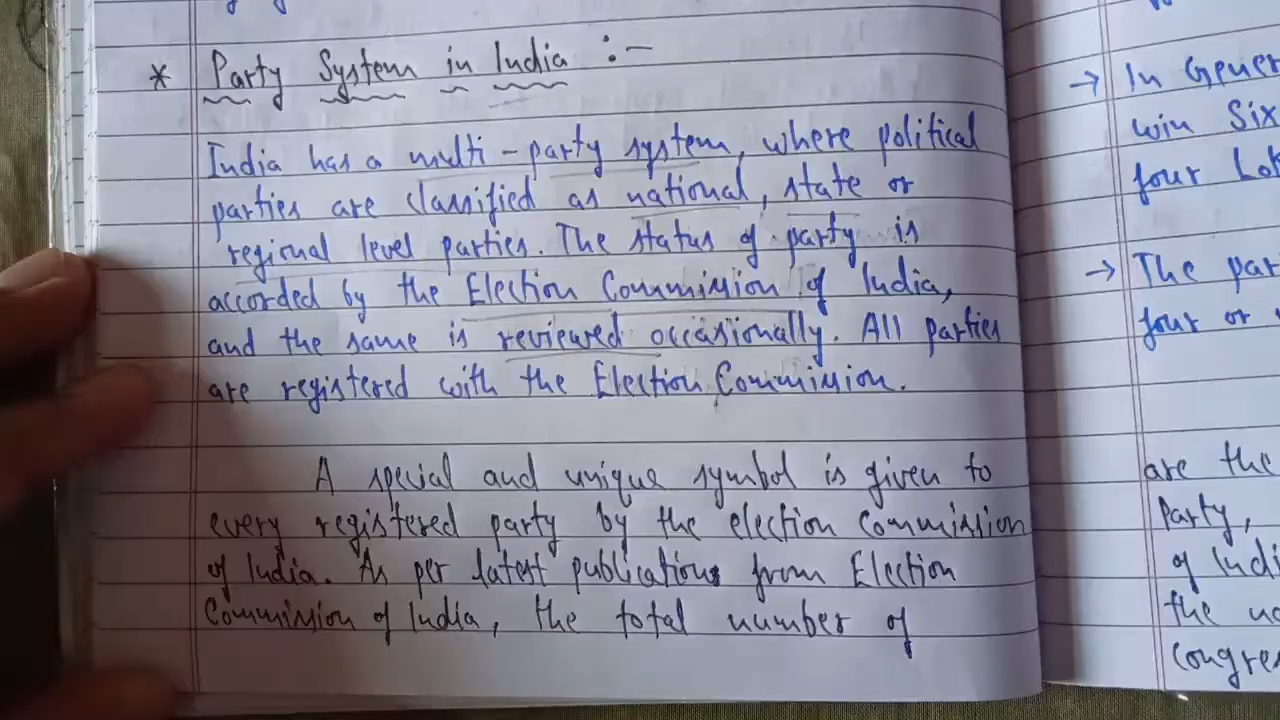 * Party System in India :-
India has a multi-party system, where political
parties are classified as national, state or
regional level parties. The status of party is
accorded by the Election Commission of India,
and the same is reviewed occasionally. All parties
are registered with the Election Commission.
A special and unique symbol is given to
every registered party by the election Commission
of India. As per latest publications from Election
Commission of India, the total number of
→ In Gener
win Six
four Lok
→ The par
four or
are the
Party,
of Indi
the na
Congre